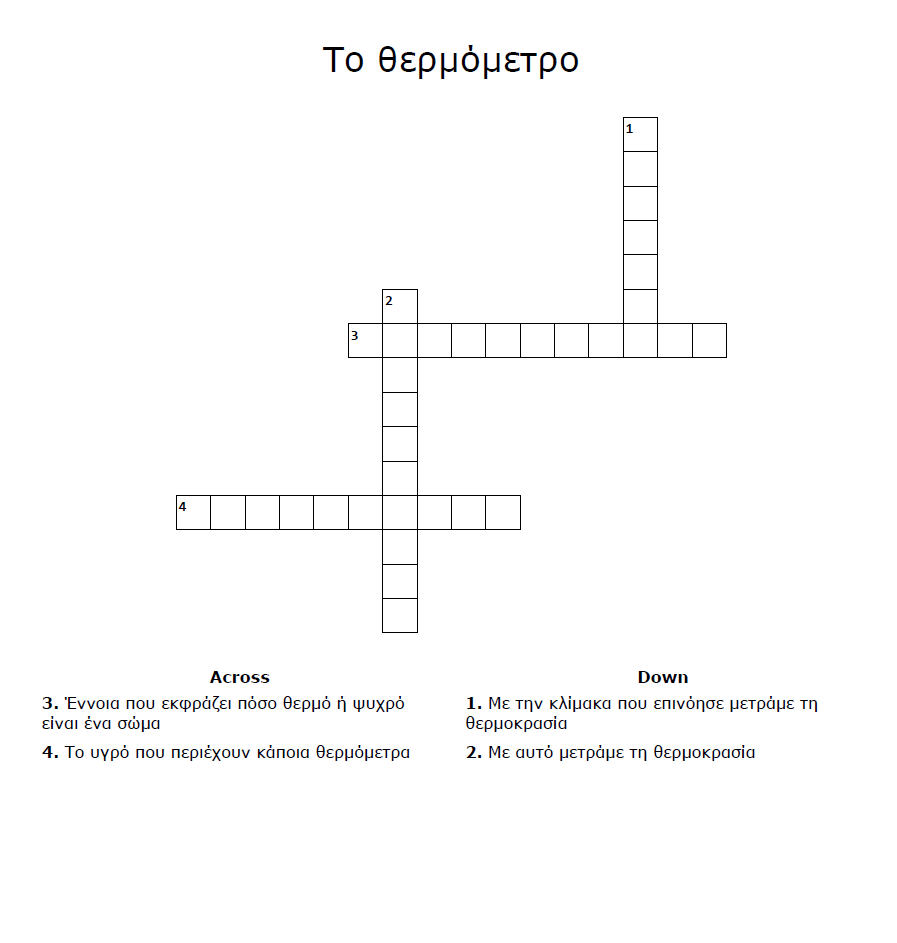 Το θερμόμετρο
1
2
3
4
Across
3. Έννοια που εκφράζει πόσο θερμό ή ψυχρό
είναι ένα σώμα
4. Το υγρό που περιέχουν κάποια θερμόμετρα
Down
1. Με την κλίμακα που επινόησε μετράμε τη
θερμοκρασία
2. Με αυτό μετράμε τη θερμοκρασία